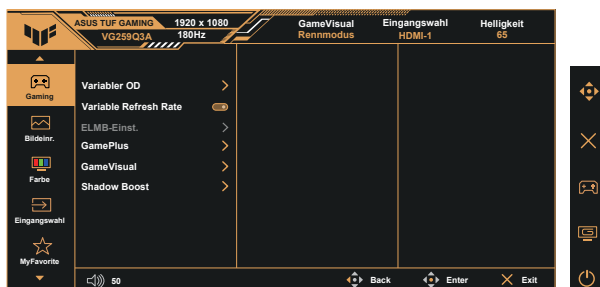 ASUS TUF GAMING 1920 x 1080 GameVisual Eingangswahl Helligkeit
VG259Q3A 180Hz Rennmodus HDMI-1 65
Gaming
Bildeinr.
Farbe
Eingangswahl
MyFavorite
Variabler OD
Variable Refresh Rate
ELMB-Einst.
GamePlus
GameVisual
Shadow Boost
50 Back Enter Exit